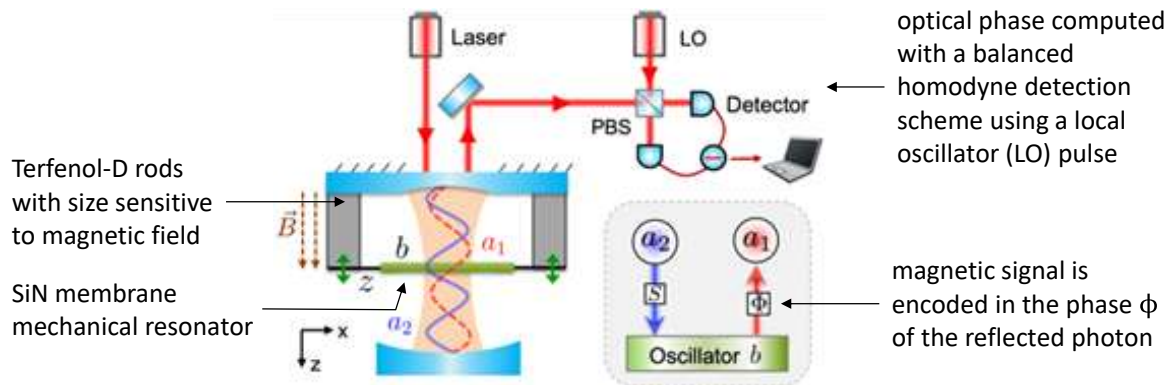 Laser
LO
Detector
PBS
optical phase computed
with a balanced
homodyne detection
scheme using a local
oscillator (LO) pulse
Terfenol-D rods
with size sensitive
to magnetic field
SiN membrane
mechanical resonator
B⃗
b
a₁
z
a₂
x
z
a₂
a₁
S
Φ
Oscillator b
magnetic signal is
encoded in the phase ϕ
of the reflected photon